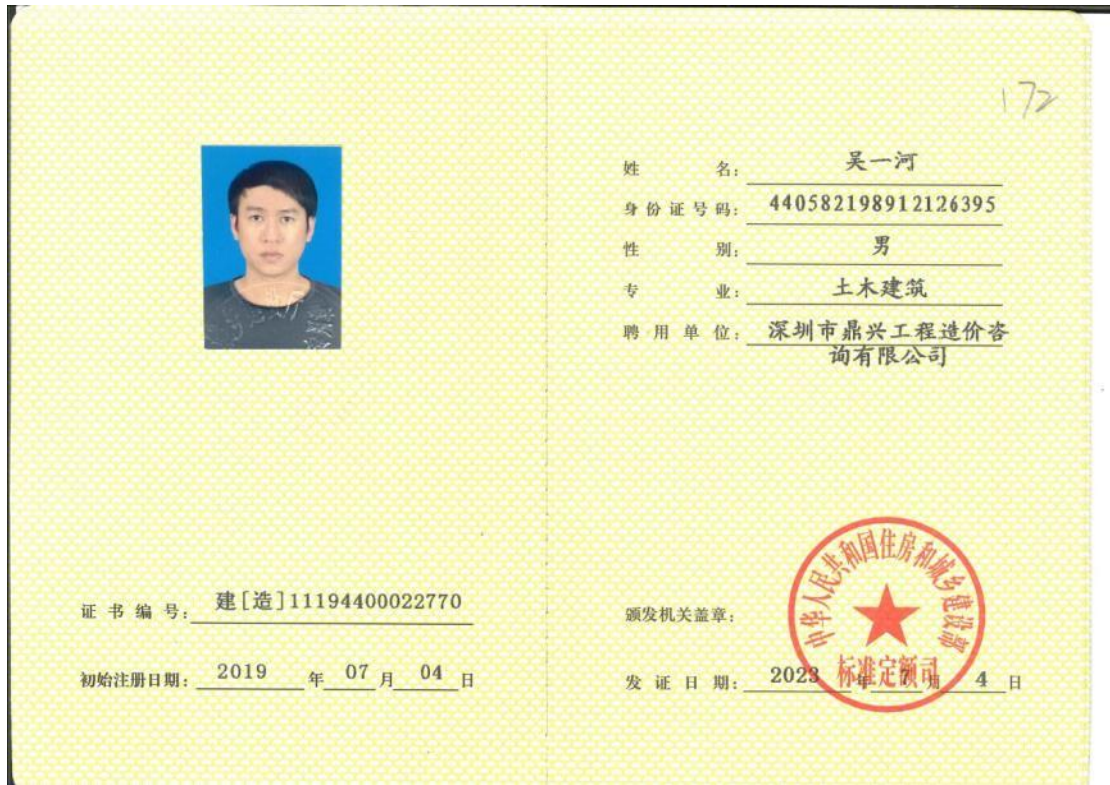 172
姓名: 吴一河
身份证号码: 440582198912126395
性别: 男
专业: 土木建筑
聘用单位: 深圳市鼎兴工程造价咨
询有限公司
证书编号: 建[造]11194400022770
初始注册日期: 2019 年 07 月 04 日
颁发机关盖章:
发证日期: 2023 年 7 月 4 日
中华人民共和国住房和城乡建设部
标准定额司